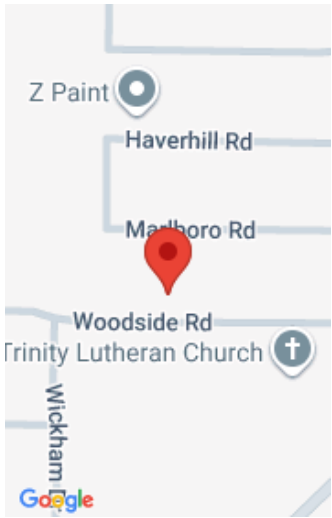 Z Paint
Haverhill Rd
Marlboro Rd
Woodside Rd
Trinity Lutheran Church
Wickham
Google